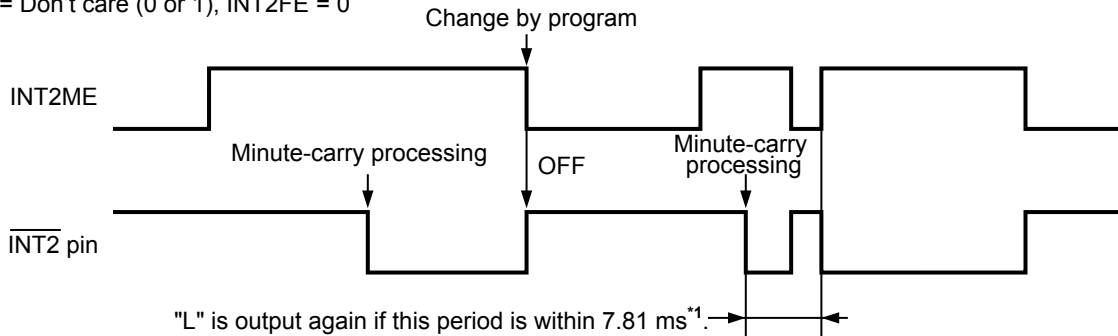 = Don't care (0 or 1), INT2FE = 0
Change by program
INT2ME
Minute-carry processing
OFF
Minute-carry
processing
INT2 pin
"L" is output again if this period is within 7.81 ms*1.